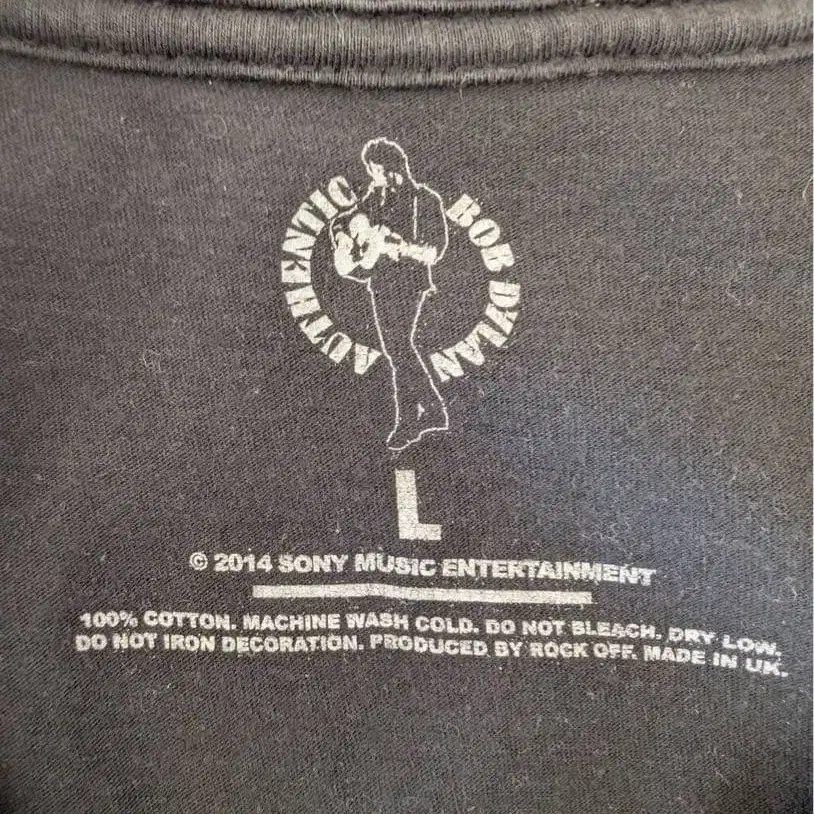 AUTHENTIC BOB DYLAN
L
© 2014 SONY MUSIC ENTERTAINMENT
100% COTTON. MACHINE WASH COLD. DO NOT BLEACH. DRY LOW.
DO NOT IRON DECORATION. PRODUCED BY ROCK OFF. MADE IN UK.